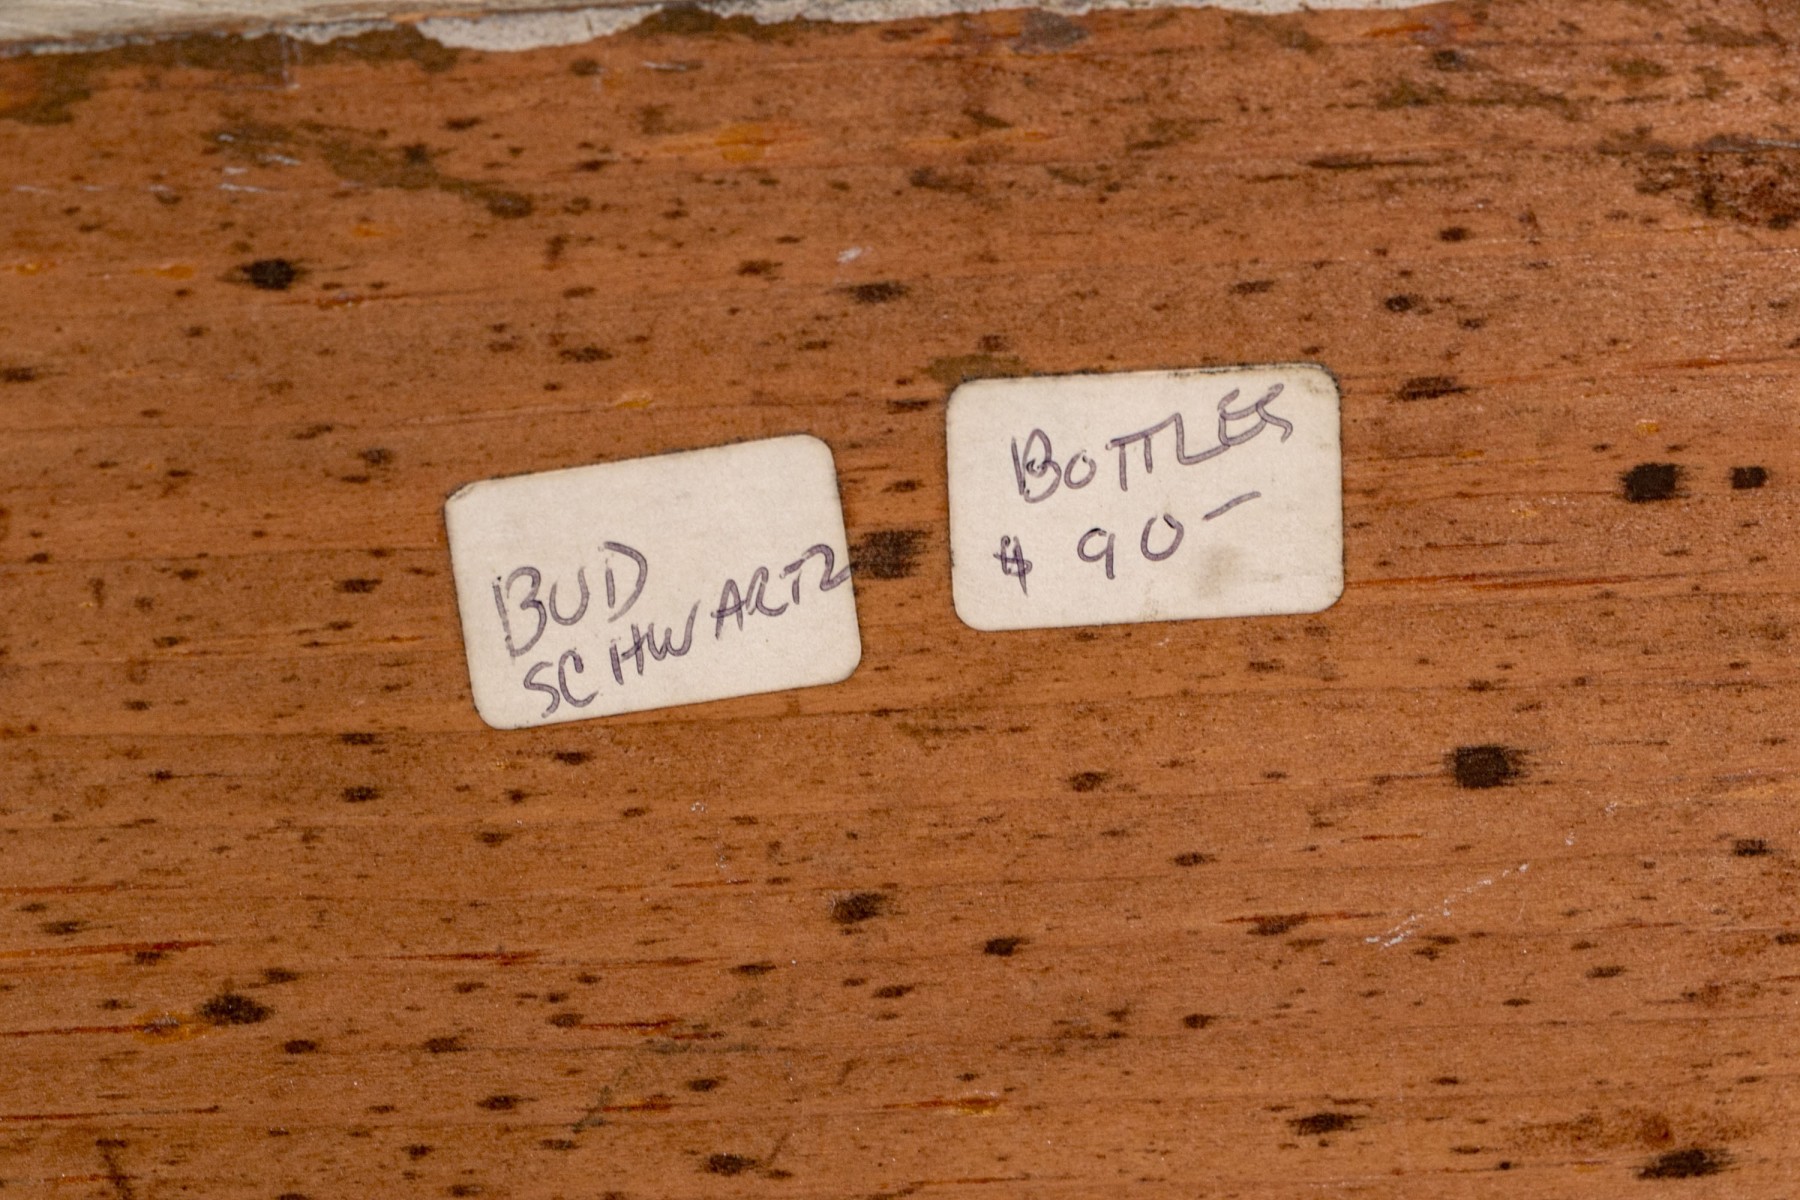 BUD
SCHWARTZ
BOTTLES
$ 90-